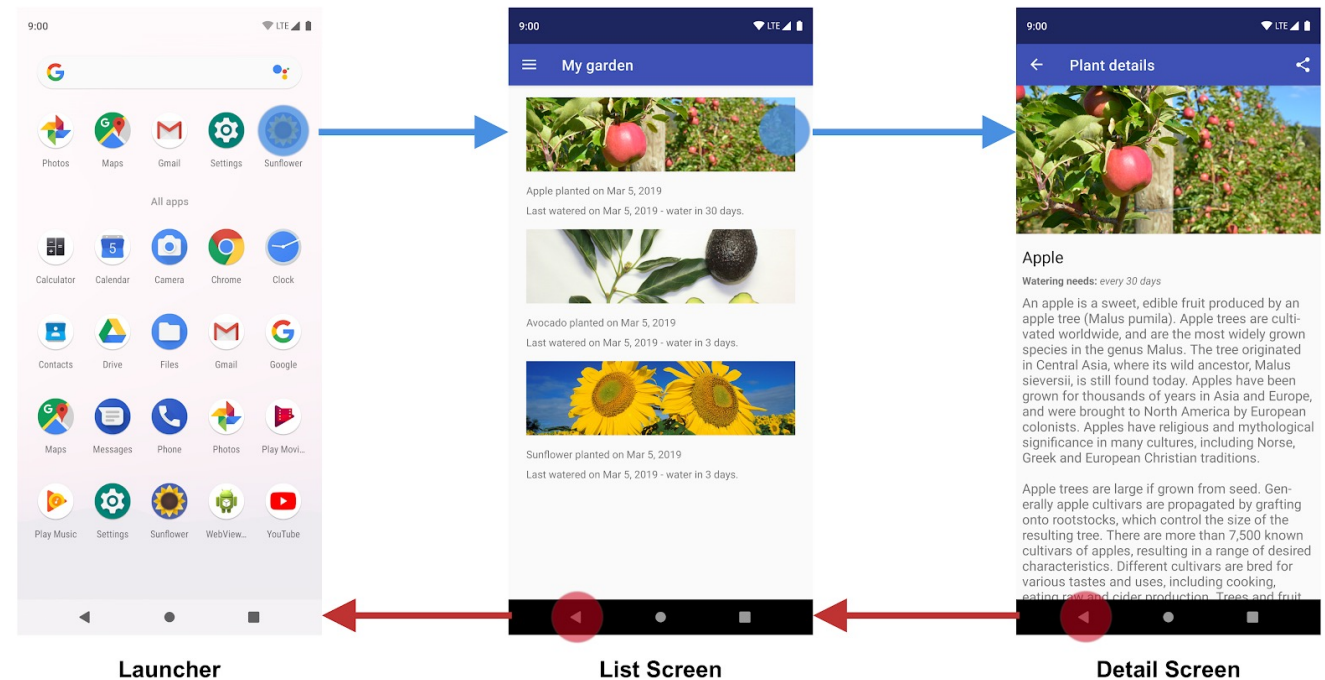 9:00
LTE
Photos
Maps
Gmail
Settings
Sunflower
All apps
5
Calculator
Calendar
Camera
Chrome
Clock
Contacts
Drive
Files
Gmail
Google
Maps
Messages
Phone
Photos
Play Movi...
Play Music
Settings
Sunflower
WebView...
YouTube
Launcher
9:00
LTE
My garden
Apple planted on Mar 5, 2019
Last watered on Mar 5, 2019 - water in 30 days.
Avocado planted on Mar 5, 2019
Last watered on Mar 5, 2019 - water in 3 days.
Sunflower planted on Mar 5, 2019
Last watered on Mar 5, 2019 - water in 3 days.
List Screen
9:00
LTE
Plant details
Apple
Watering needs: every 30 days
An apple is a sweet, edible fruit produced by an
apple tree (Malus pumila). Apple trees are culti-
vated worldwide, and are the most widely grown
species in the genus Malus. The tree originated
in Central Asia, where its wild ancestor, Malus
sieversii, is still found today. Apples have been
grown for thousands of years in Asia and Europe,
and were brought to North America by European
colonists. Apples have religious and mythological
significance in many cultures, including Norse,
Greek and European Christian traditions.
Apple trees are large if grown from seed. Gen-
erally apple cultivars are propagated by grafting
onto rootstocks, which control the size of the
resulting tree. There are more than 7,500 known
cultivars of apples, resulting in a range of desired
characteristics. Different cultivars are bred for
various tastes and uses, including cooking,
eating raw and cider production. Trees and fruit
Detail Screen